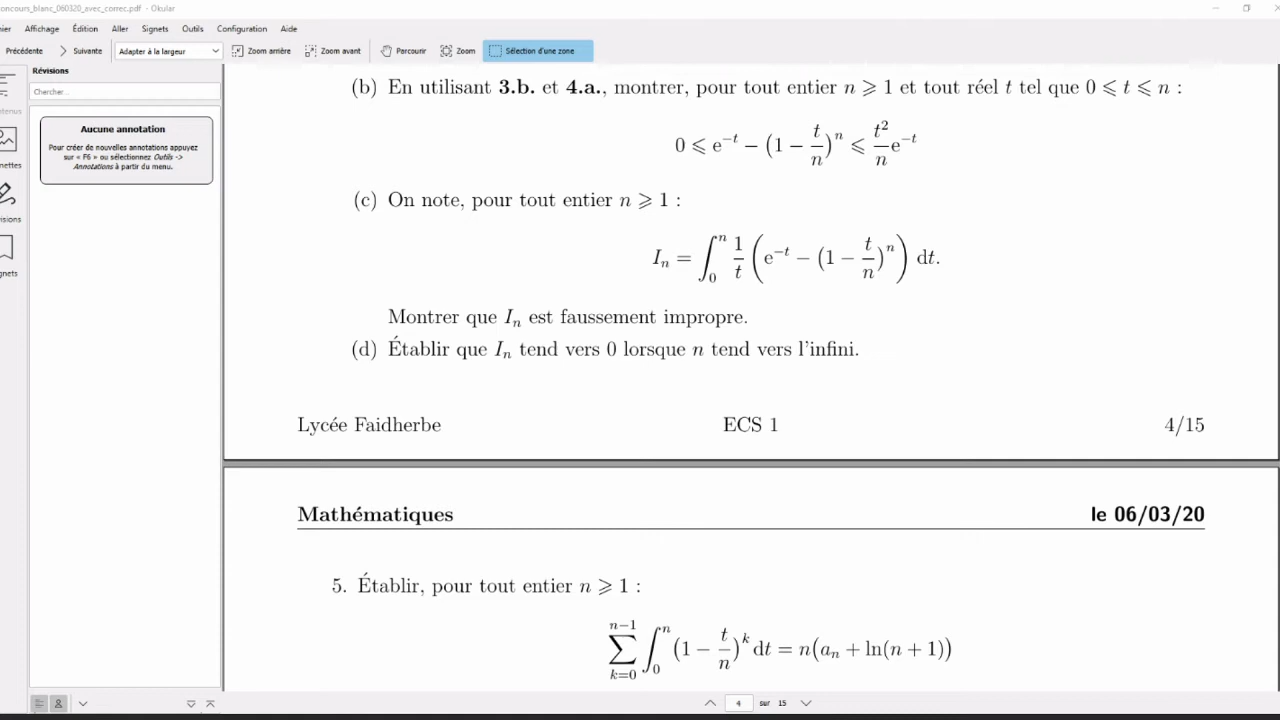 concours_blanc_060320_avec_correc.pdf - Okular
Affichage Édition Aller Signets Outils Configuration Aide
Précédente Suivante Adapter à la largeur Zoom arrière Zoom avant Parcourir Zoom Sélection d'une zone
Révisions
Chercher...
Aucune annotation
Pour créer de nouvelles annotations appuyez
sur « F6 » ou sélectionnez Outils ->
Annotations à partir du menu.
(b) En utilisant 3.b. et 4.a., montrer, pour tout entier n ⩾ 1 et tout réel t tel que 0 ⩽ t ⩽ n :
0 ⩽ e^{-t} − (1 − t/n)^n ⩽ t²/n e^{-t}
(c) On note, pour tout entier n ⩾ 1 :
I_n = ∫_0^n 1/t (e^{-t} − (1 − t/n)^n) dt.
Montrer que I_n est faussement impropre.
(d) Établir que I_n tend vers 0 lorsque n tend vers l'infini.
Lycée Faidherbe ECS 1 4/15
Mathématiques le 06/03/20
5. Établir, pour tout entier n ⩾ 1 :
∑_{k=0}^{n−1} ∫_0^n (1 − t/n)^k dt = n(a_n + ln(n + 1))
4 sur 15